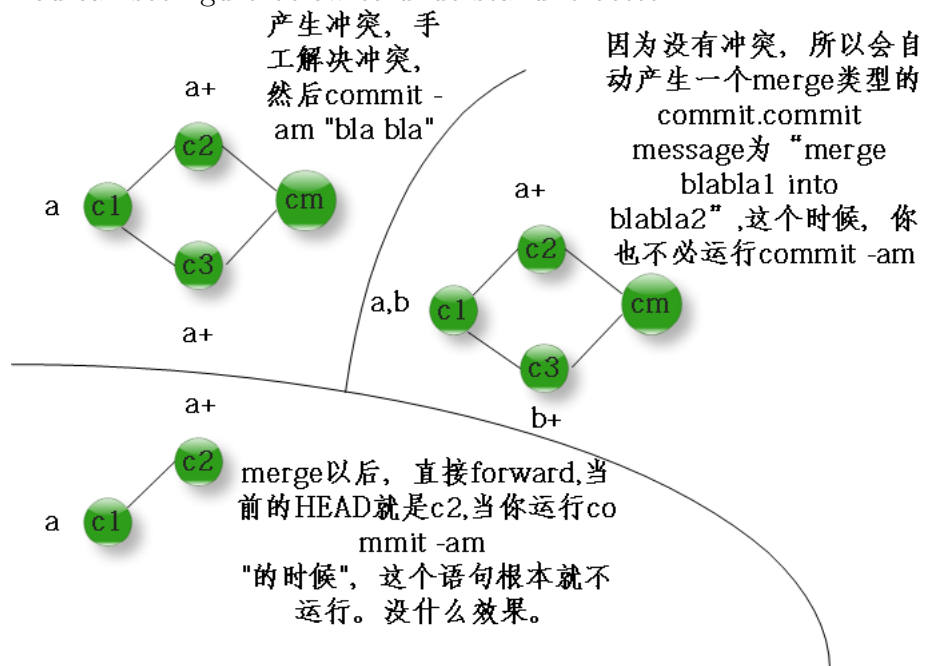 产生冲突，手
工解决冲突，
然后commit -
am "bla bla"
a+
c2
a
c1
cm
c3
a+
因为没有冲突，所以会自
动产生一个merge类型的
commit.commit
message为“merge
blabla1 into
blabla2”,这个时候，你
也不必运行commit -am
a+
c2
a,b
c1
cm
c3
b+
a+
c2
a
c1
merge以后，直接forward,当
前的HEAD就是c2,当你运行co
mmit -am
"的时候"，这个语句根本就不
运行。没什么效果。